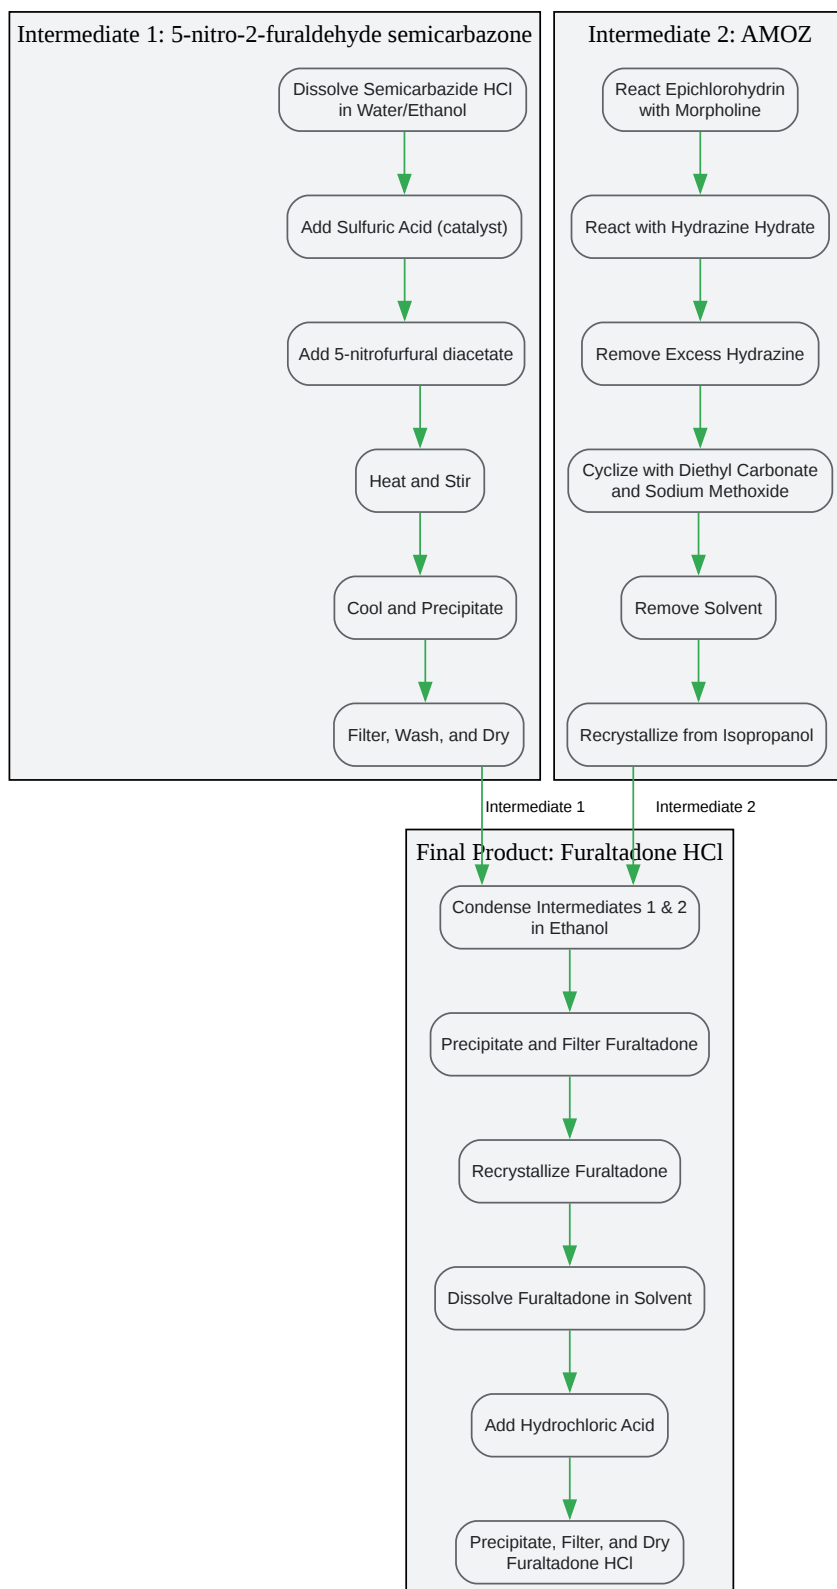 Intermediate 1: 5-nitro-2-furaldehyde semicarbazone
Dissolve Semicarbazide HCl
in Water/Ethanol
Add Sulfuric Acid (catalyst)
Add 5-nitrofurfural diacetate
Heat and Stir
Cool and Precipitate
Filter, Wash, and Dry
Intermediate 2: AMOZ
React Epichlorohydrin
with Morpholine
React with Hydrazine Hydrate
Remove Excess Hydrazine
Cyclize with Diethyl Carbonate
and Sodium Methoxide
Remove Solvent
Recrystallize from Isopropanol
Intermediate 1
Intermediate 2
Final Product: Furaltadone HCl
Condense Intermediates 1 & 2
in Ethanol
Precipitate and Filter Furaltadone
Recrystallize Furaltadone
Dissolve Furaltadone in Solvent
Add Hydrochloric Acid
Precipitate, Filter, and Dry
Furaltadone HCl